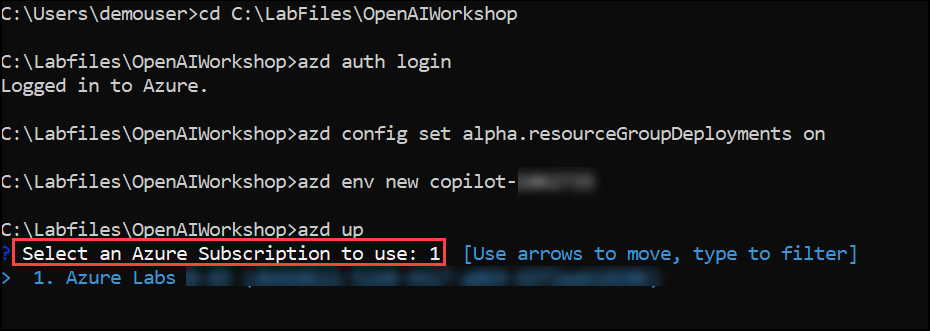 C:\Users\demouser>cd C:\LabFiles\OpenAIWorkshop
C:\Labfiles\OpenAIWorkshop>azd auth login
Logged in to Azure.
C:\Labfiles\OpenAIWorkshop>azd config set alpha.resourceGroupDeployments on
C:\Labfiles\OpenAIWorkshop>azd env new copilot-
C:\Labfiles\OpenAIWorkshop>azd up
? Select an Azure Subscription to use: 1  [Use arrows to move, type to filter]
> 1. Azure Labs